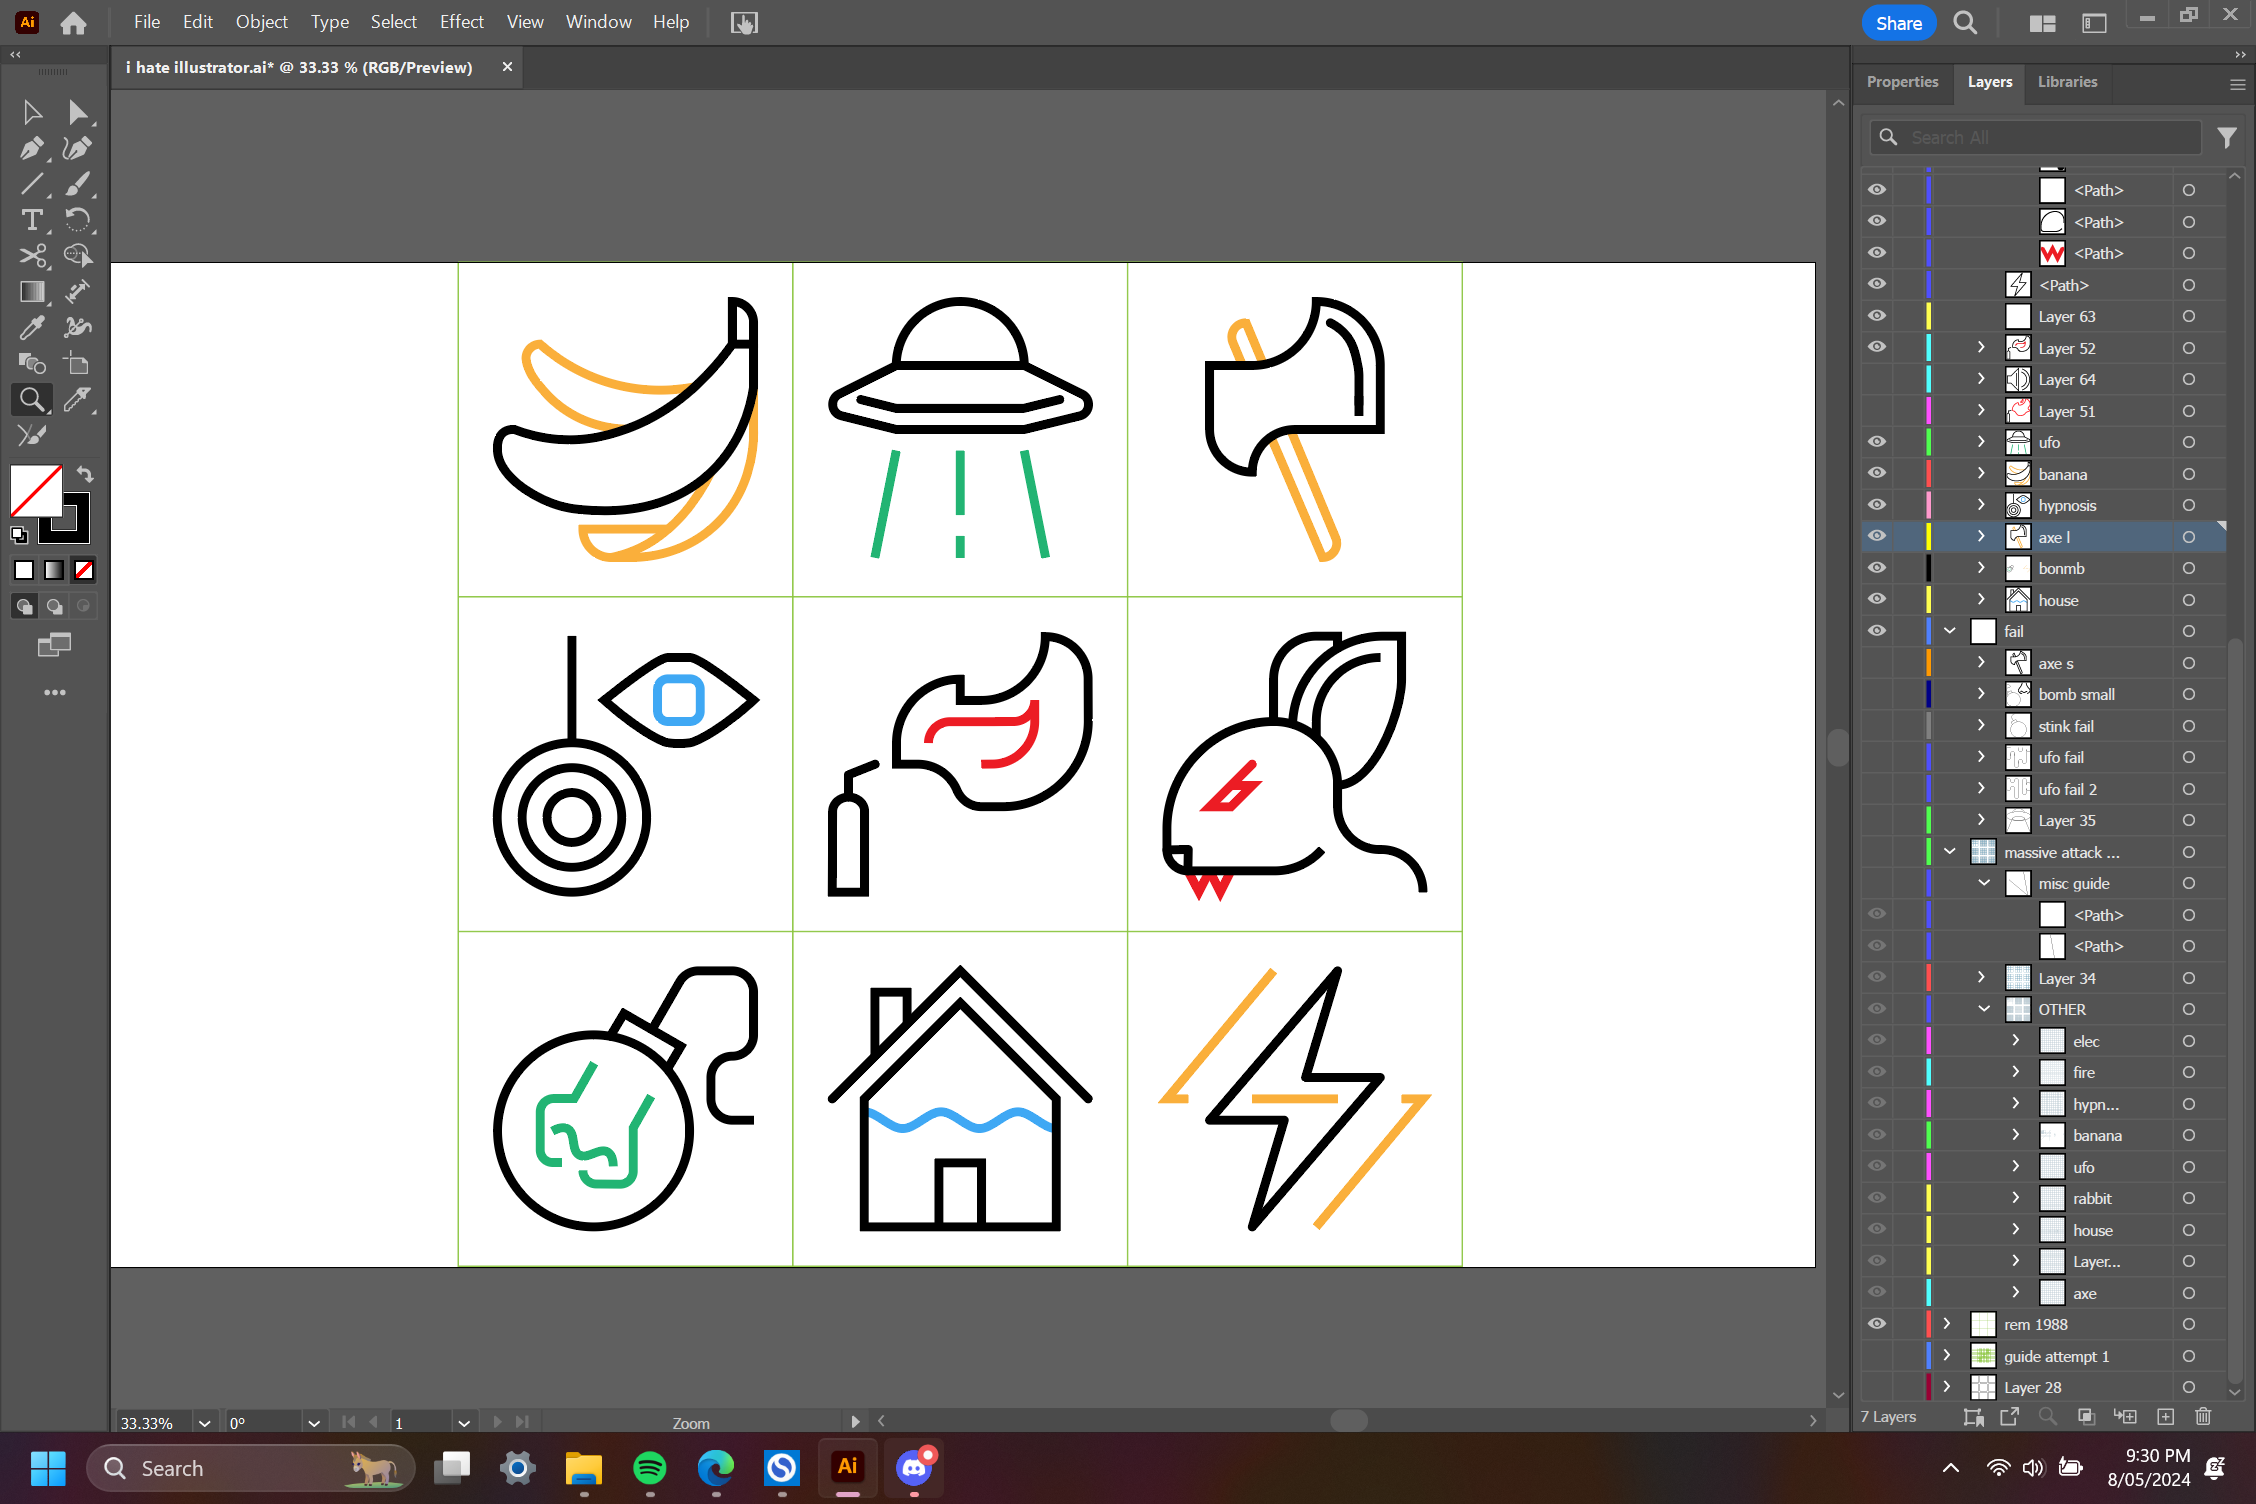 Ai
File Edit Object Type Select Effect View Window Help
Share
i hate illustrator.ai* @ 33.33 % (RGB/Preview)
Properties Layers Libraries
Search All
<Path>
<Path>
<Path>
<Path>
Layer 63
Layer 52
Layer 64
Layer 51
ufo
banana
hypnosis
axe l
bonmb
house
fail
axe s
bomb small
stink fail
ufo fail
ufo fail 2
Layer 35
massive attack ...
misc guide
<Path>
<Path>
Layer 34
OTHER
elec
fire
hypn...
banana
ufo
rabbit
house
Layer...
axe
rem 1988
guide attempt 1
Layer 28
7 Layers
33.33% 0° 1 Zoom
Search
Ai
9:30 PM
8/05/2024